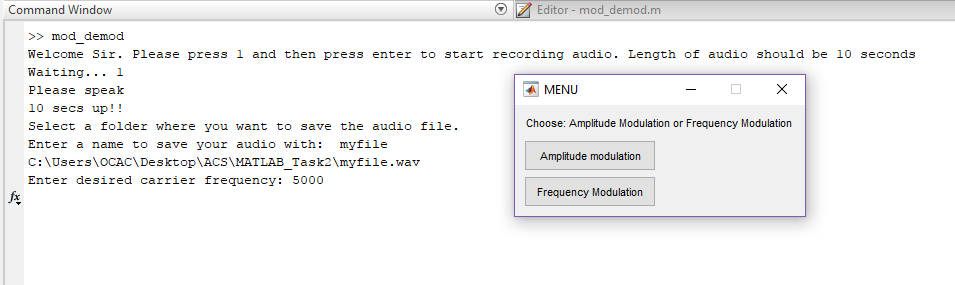 Command Window
Editor - mod_demod.m
>> mod_demod
Welcome Sir. Please press 1 and then press enter to start recording audio. Length of audio should be 10 seconds
Waiting... 1
Please speak
10 secs up!!
Select a folder where you want to save the audio file.
Enter a name to save your audio with:  myfile
C:\Users\OCAC\Desktop\ACS\MATLAB_Task2\myfile.wav
Enter desired carrier frequency: 5000
fx
MENU
Choose: Amplitude Modulation or Frequency Modulation
Amplitude modulation
Frequency Modulation